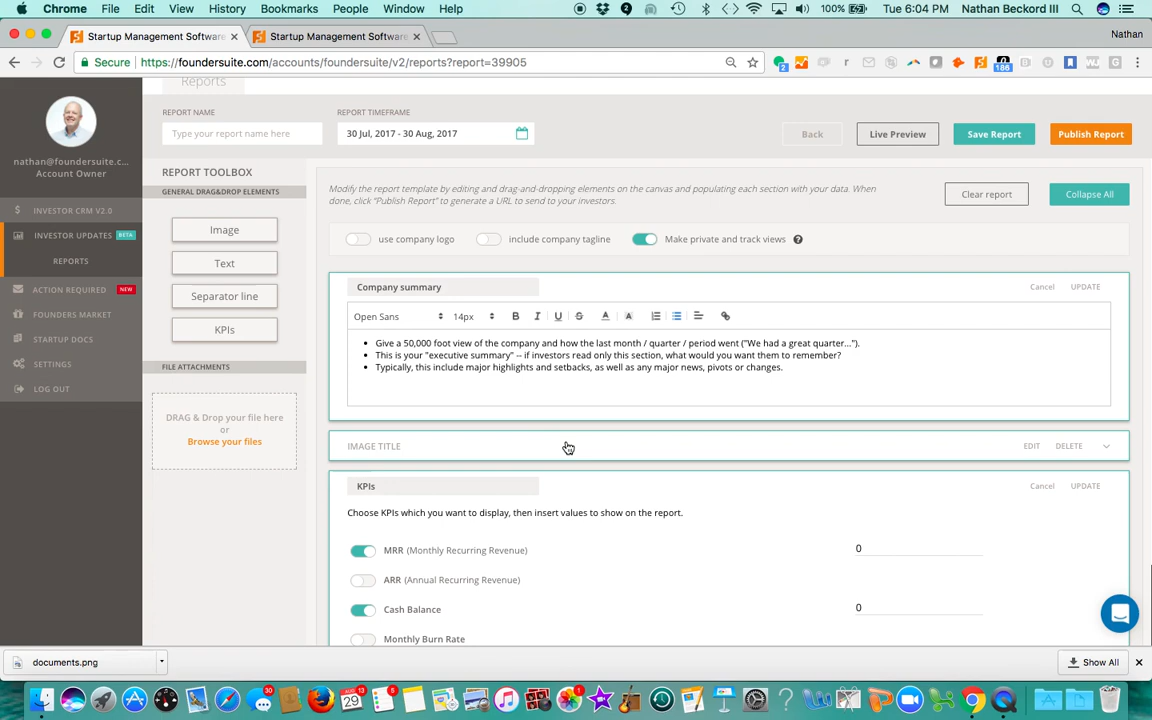 Chrome File Edit View History Bookmarks People Window Help 100% Tue 6:04 PM Nathan Beckord III
Startup Management Software Startup Management Software Nathan
Secure https://foundersuite.com/accounts/foundersuite/v2/reports?report=39905
Reports
REPORT NAME REPORT TIMEFRAME
Type your report name here 30 Jul, 2017 - 30 Aug, 2017 Back Live Preview Save Report Publish Report
nathan@foundersuite.c...
Account Owner
INVESTOR CRM V2.0
INVESTOR UPDATES BETA
REPORTS
ACTION REQUIRED NEW
FOUNDERS MARKET
STARTUP DOCS
SETTINGS
LOG OUT
REPORT TOOLBOX
GENERAL DRAG&DROP ELEMENTS
Image
Text
Separator line
KPIs
FILE ATTACHMENTS
DRAG & Drop your file here
or
Browse your files
Modify the report template by editing and drag-and-dropping elements on the canvas and populating each section with your data. When
done, click "Publish Report" to generate a URL to send to your investors.
Clear report Collapse All
use company logo include company tagline Make private and track views ?
Company summary Cancel UPDATE
Open Sans 14px B I U S A A
Give a 50,000 foot view of the company and how the last month / quarter / period went ("We had a great quarter...").
This is your "executive summary" -- if investors read only this section, what would you want them to remember?
Typically, this include major highlights and setbacks, as well as any major news, pivots or changes.
IMAGE TITLE EDIT DELETE
KPIs Cancel UPDATE
Choose KPIs which you want to display, then insert values to show on the report.
MRR (Monthly Recurring Revenue) 0
ARR (Annual Recurring Revenue)
Cash Balance 0
Monthly Burn Rate
documents.png Show All